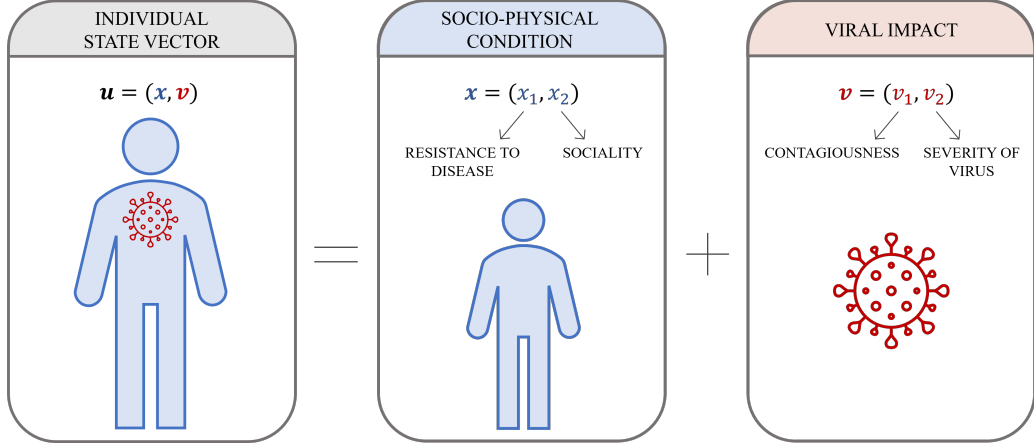 INDIVIDUAL
STATE VECTOR
u = (x, v)
=
SOCIO-PHYSICAL
CONDITION
x = (x₁, x₂)
RESISTANCE TO
DISEASE
SOCIALITY
+
VIRAL IMPACT
v = (v₁, v₂)
CONTAGIOUSNESS
SEVERITY OF
VIRUS